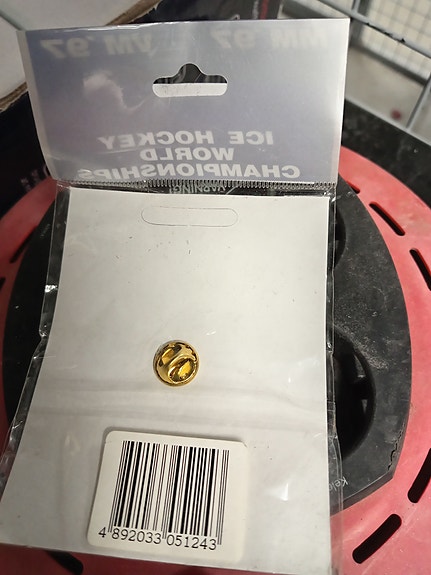 ICE HOCKEY
WORLD
CHAMPIONSHIPS
4 892033 051243